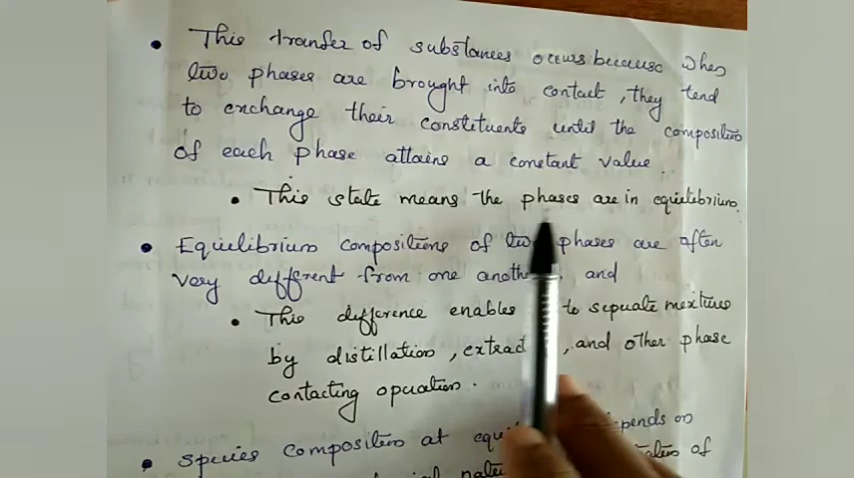 • This transfer of substances occurs because when
two phases are brought into contact, they tend
to exchange their constituents until the composition
of each phase attains a constant value.
• This state means the phases are in equilibrium.
• Equilibrium compositions of two phases are often
very different from one another, and
• This difference enables to separate mixtures
by distillation, extract , and other phase
contacting operation.
• Species composition at equi depends on